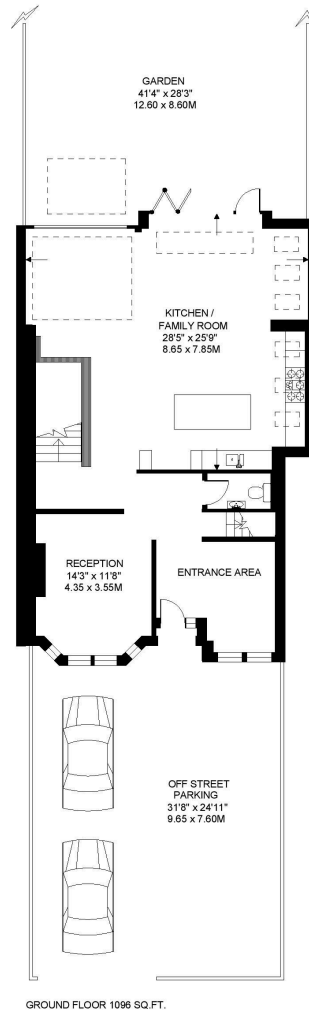 GARDEN
41'4" x 28'3"
12.60 x 8.60M
KITCHEN /
FAMILY ROOM
28'5" x 25'9"
8.65 x 7.85M
RECEPTION
14'3" x 11'8"
4.35 x 3.55M
ENTRANCE AREA
OFF STREET
PARKING
31'8" x 24'11"
9.65 x 7.60M
GROUND FLOOR 1096 SQ.FT.